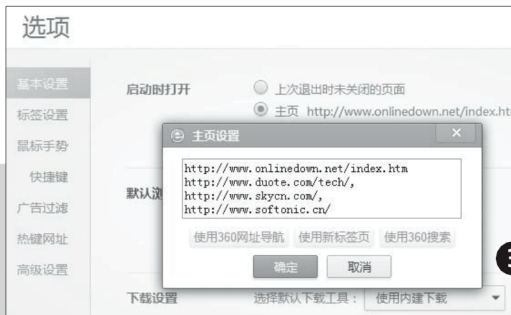 选项
基本设置
标签设置
鼠标手势
快捷键
广告过滤
热键网址
高级设置
启动时打开
上次退出时未关闭的页面
主页 http://www.onlinedown.net/index.ht
主页设置
http://www.onlinedown.net/index.htm
http://www.duote.com/tech/,
http://www.skycn.com/,
http://www.softonic.cn/
默认浏
使用360网址导航 使用新标签页 使用360搜索
确定 取消
下载设置 选择默认下载工具： 使用内建下载